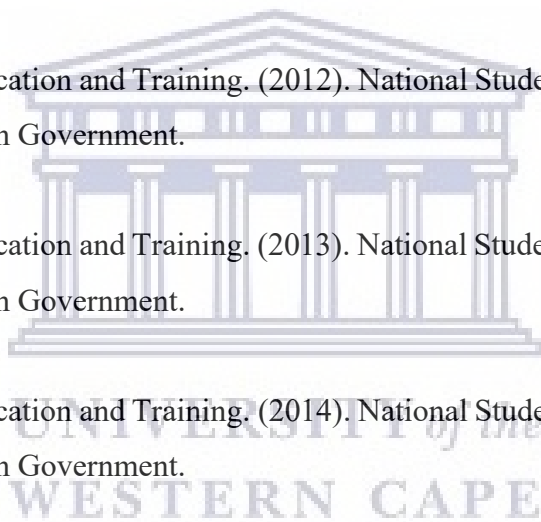 cation and Training. (2012). National Stude
n Government.
cation and Training. (2013). National Stude
n Government.
cation and Training. (2014). National Stude
UNIVERSITY of the
n Government.
WESTERN CAPE